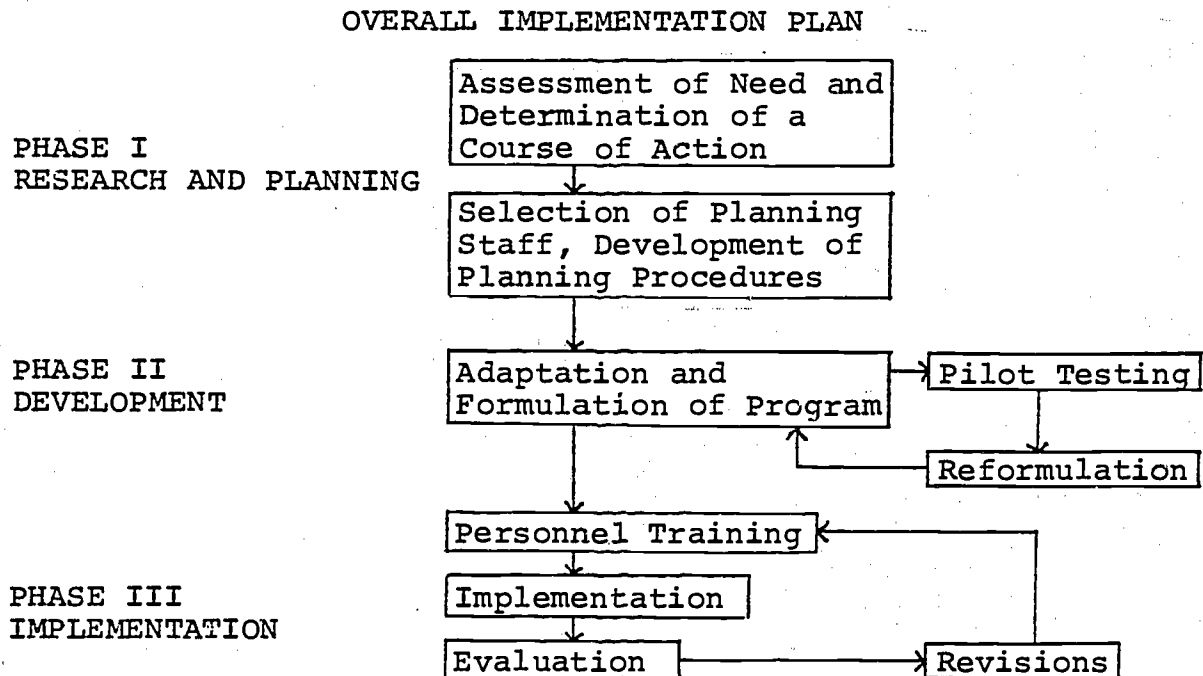 OVERALL IMPLEMENTATION PLAN
PHASE I
RESEARCH AND PLANNING
Assessment of Need and
Determination of a
Course of Action
Selection of Planning
Staff, Development of
Planning Procedures
PHASE II
DEVELOPMENT
Adaptation and
Formulation of Program
Pilot Testing
Reformulation
PHASE III
IMPLEMENTATION
Personnel Training
Implementation
Evaluation
Revisions